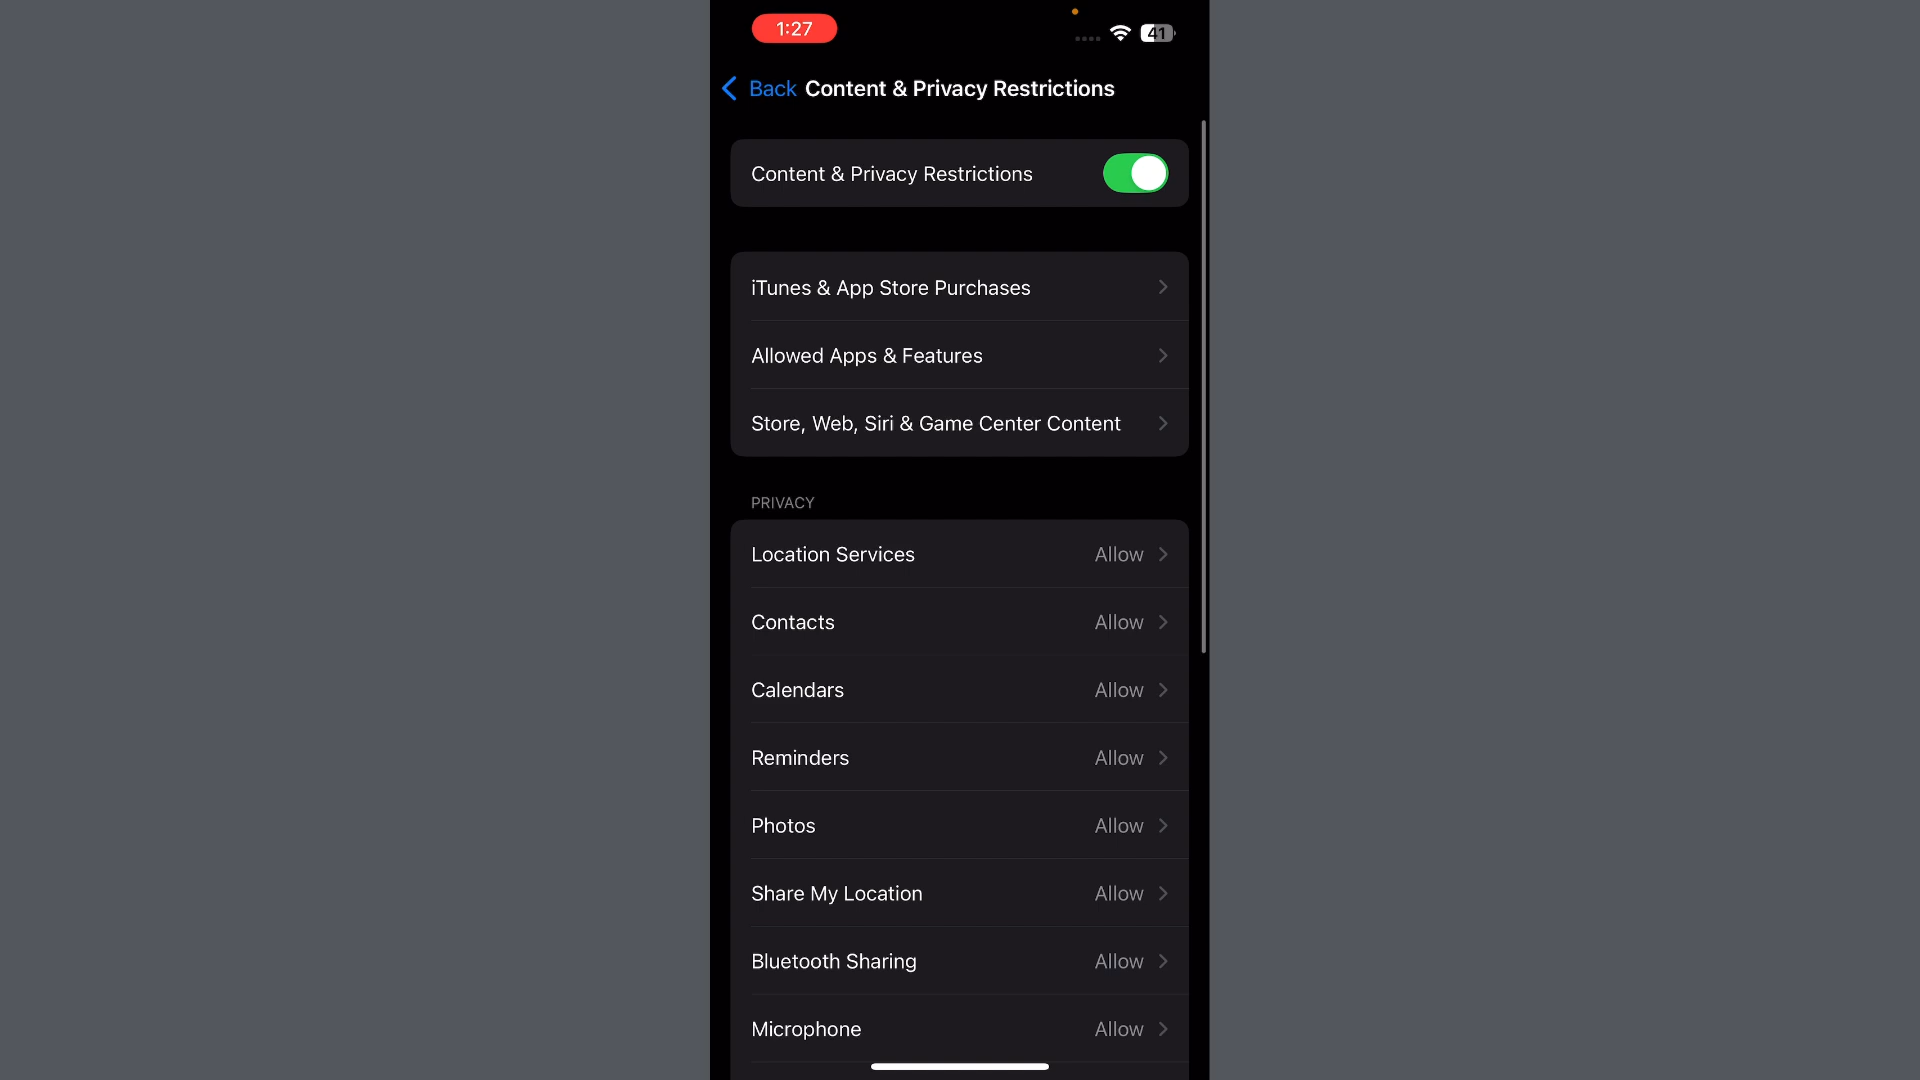 1:27
41
Back Content & Privacy Restrictions
Content & Privacy Restrictions
iTunes & App Store Purchases
Allowed Apps & Features
Store, Web, Siri & Game Center Content
PRIVACY
Location Services Allow
Contacts Allow
Calendars Allow
Reminders Allow
Photos Allow
Share My Location Allow
Bluetooth Sharing Allow
Microphone Allow